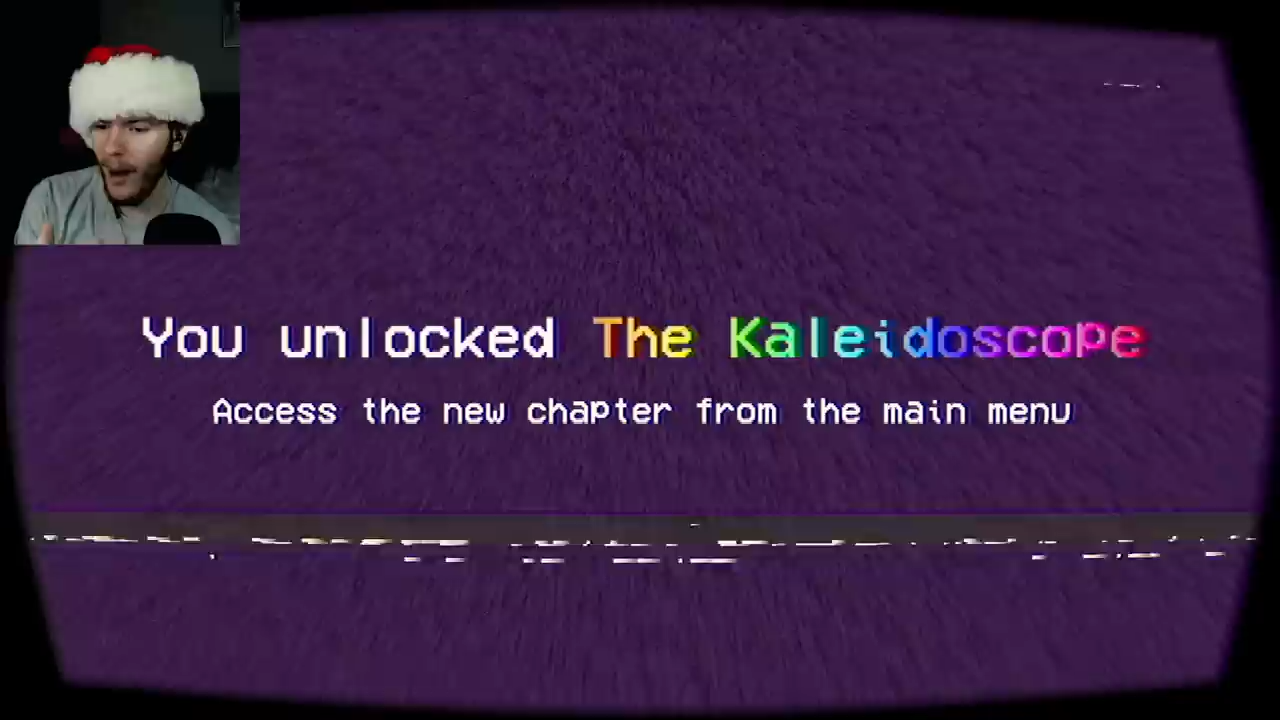 You unlocked The Kaleidoscope
Access the new chapter from the main menu